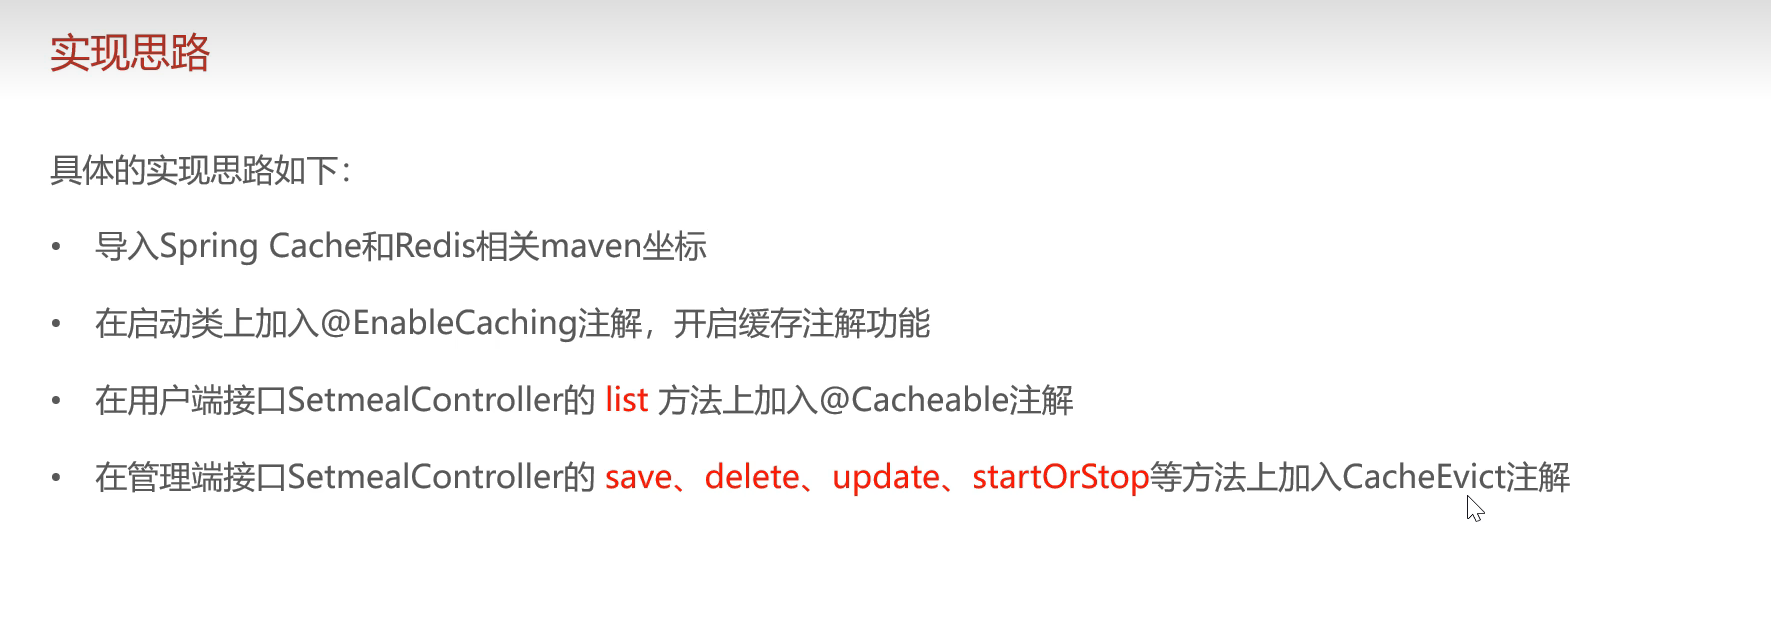 实现思路
具体的实现思路如下：
• 导入Spring Cache和Redis相关maven坐标
• 在启动类上加入@EnableCaching注解，开启缓存注解功能
• 在用户端接口SetmealController的 list 方法上加入@Cacheable注解
• 在管理端接口SetmealController的 save、delete、update、startOrStop等方法上加入CacheEvict注解